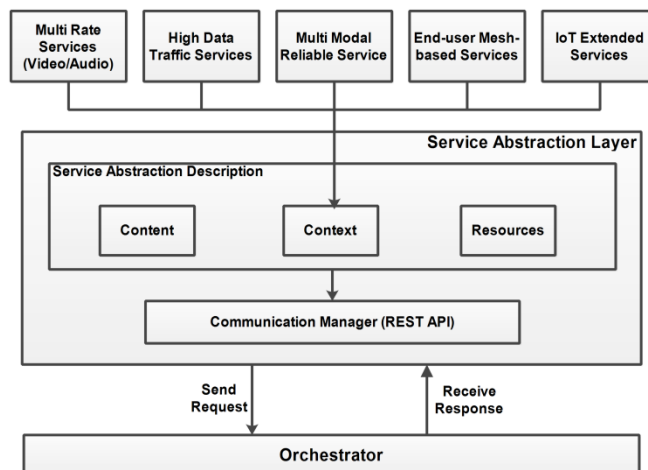 Multi Rate
Services
(Video/Audio)
High Data
Traffic Services
Multi Modal
Reliable Service
End-user Mesh-
based Services
IoT Extended
Services
Service Abstraction Layer
Service Abstraction Description
Content
Context
Resources
Communication Manager (REST API)
Send
Request
Receive
Response
Orchestrator